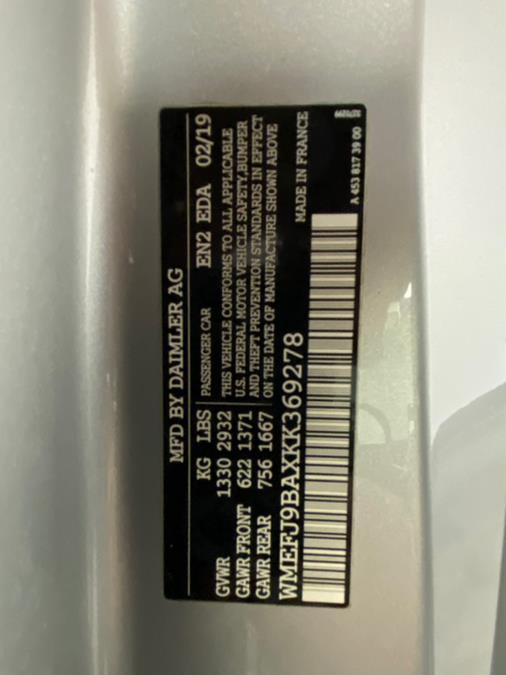 MFD BY DAIMLER AG
KG LBS PASSENGER CAR EN2 EDA 02/19
GVWR 1330 2932 THIS VEHICLE CONFORMS TO ALL APPLICABLE
GAWR FRONT 622 1371 U.S. FEDERAL MOTOR VEHICLE SAFETY,BUMPER
GAWR REAR 756 1667 AND THEFT PREVENTION STANDARDS IN EFFECT
ON THE DATE OF MANUFACTURE SHOWN ABOVE
WMEFJ9BAXKK369278 MADE IN FRANCE
A 453 817 39 00